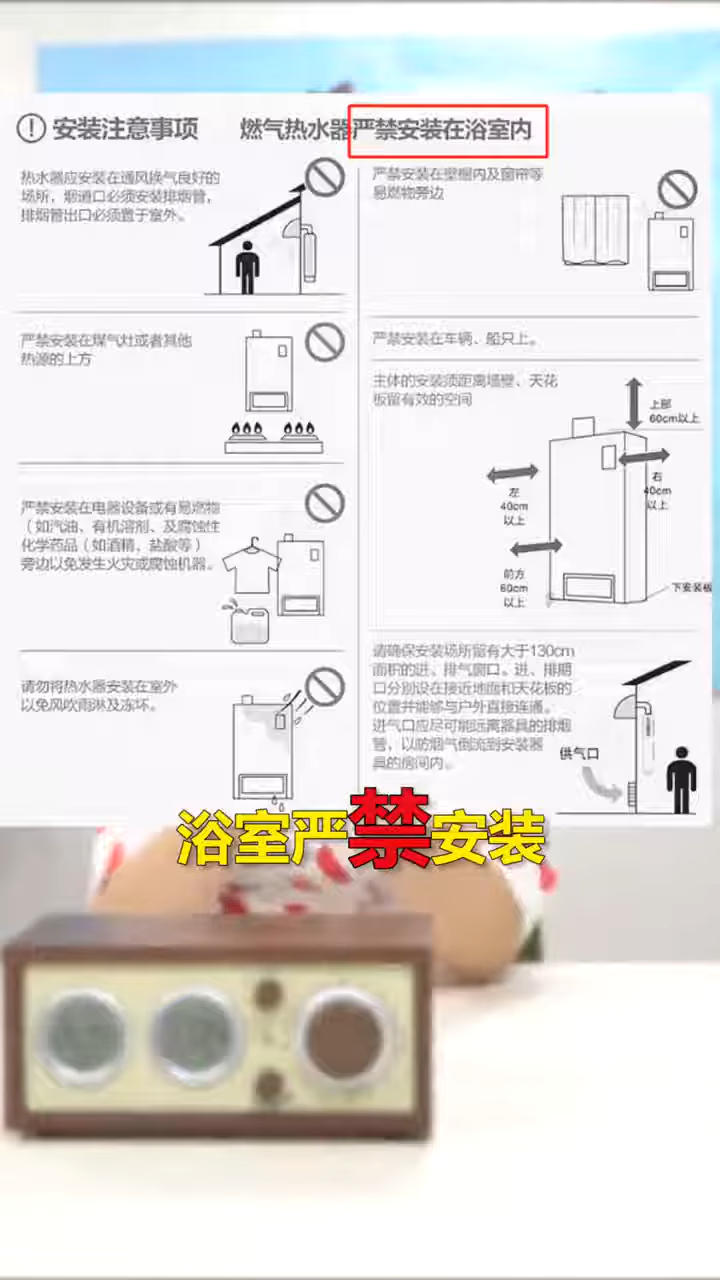 安装注意事项
燃气热水器严禁安装在浴室内
热水器应安装在通风换气良好的
场所，烟道口必须安装排烟管，
排烟管出口必须置于室外。
严禁安装在煤气灶或者其他
热源的上方
严禁安装在电器设备或有易燃物
（如汽油、有机溶剂、及腐蚀性
化学药品（如酒精、盐酸等）
旁边以免发生火灾或腐蚀机器。
请勿将热水器安装在室外
以免风吹雨淋及冻坏。
严禁安装在壁橱内及窗帘等
易燃物旁边
严禁安装在车辆、船只上。
主体的安装须距离墙壁、天花
板留有效的空间
上部
60cm以上
左
40cm
以上
右
40cm
以上
前方
60cm
以上
下安装板
请确保安装场所留有大于130cm
面积的进、排气窗口。进、排期
口分别设在接近地面和天花板的
位置并能够与户外直接连通。
进气口应尽可能远离器具的排烟
管，以防烟气倒流到安装器
具的房间内。
供气口
浴室严禁安装